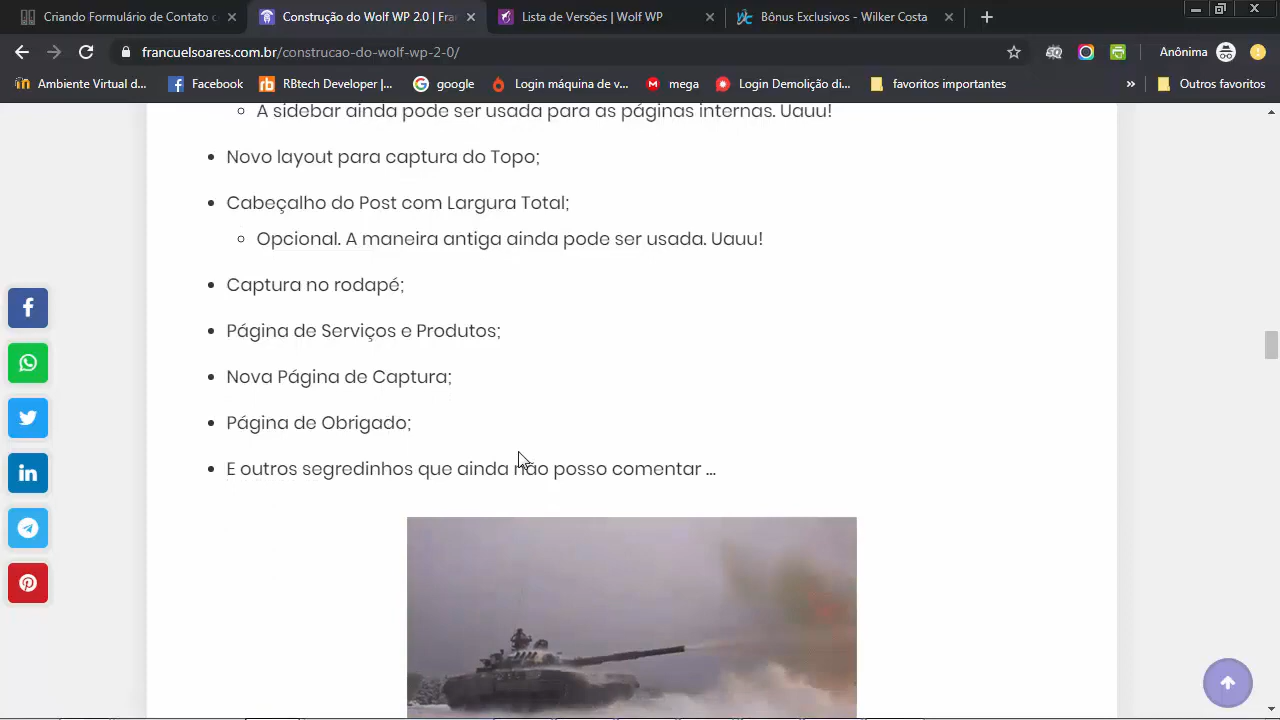 Criando Formulário de Contato c
Construção do Wolf WP 2.0 | Fra
Lista de Versões | Wolf WP
Bônus Exclusivos - Wilker Costa
francuelsoares.com.br/construcao-do-wolf-wp-2-0/
Anônima
Ambiente Virtual d...
Facebook
RBtech Developer |...
google
Login máquina de v...
mega
Login Demolição di...
favoritos importantes
»
Outros favoritos
A sidebar ainda pode ser usada para as páginas internas. Uauu!
Novo layout para captura do Topo;
Cabeçalho do Post com Largura Total;
Opcional. A maneira antiga ainda pode ser usada. Uauu!
Captura no rodapé;
Página de Serviços e Produtos;
Nova Página de Captura;
Página de Obrigado;
E outros segredinhos que ainda não posso comentar ...